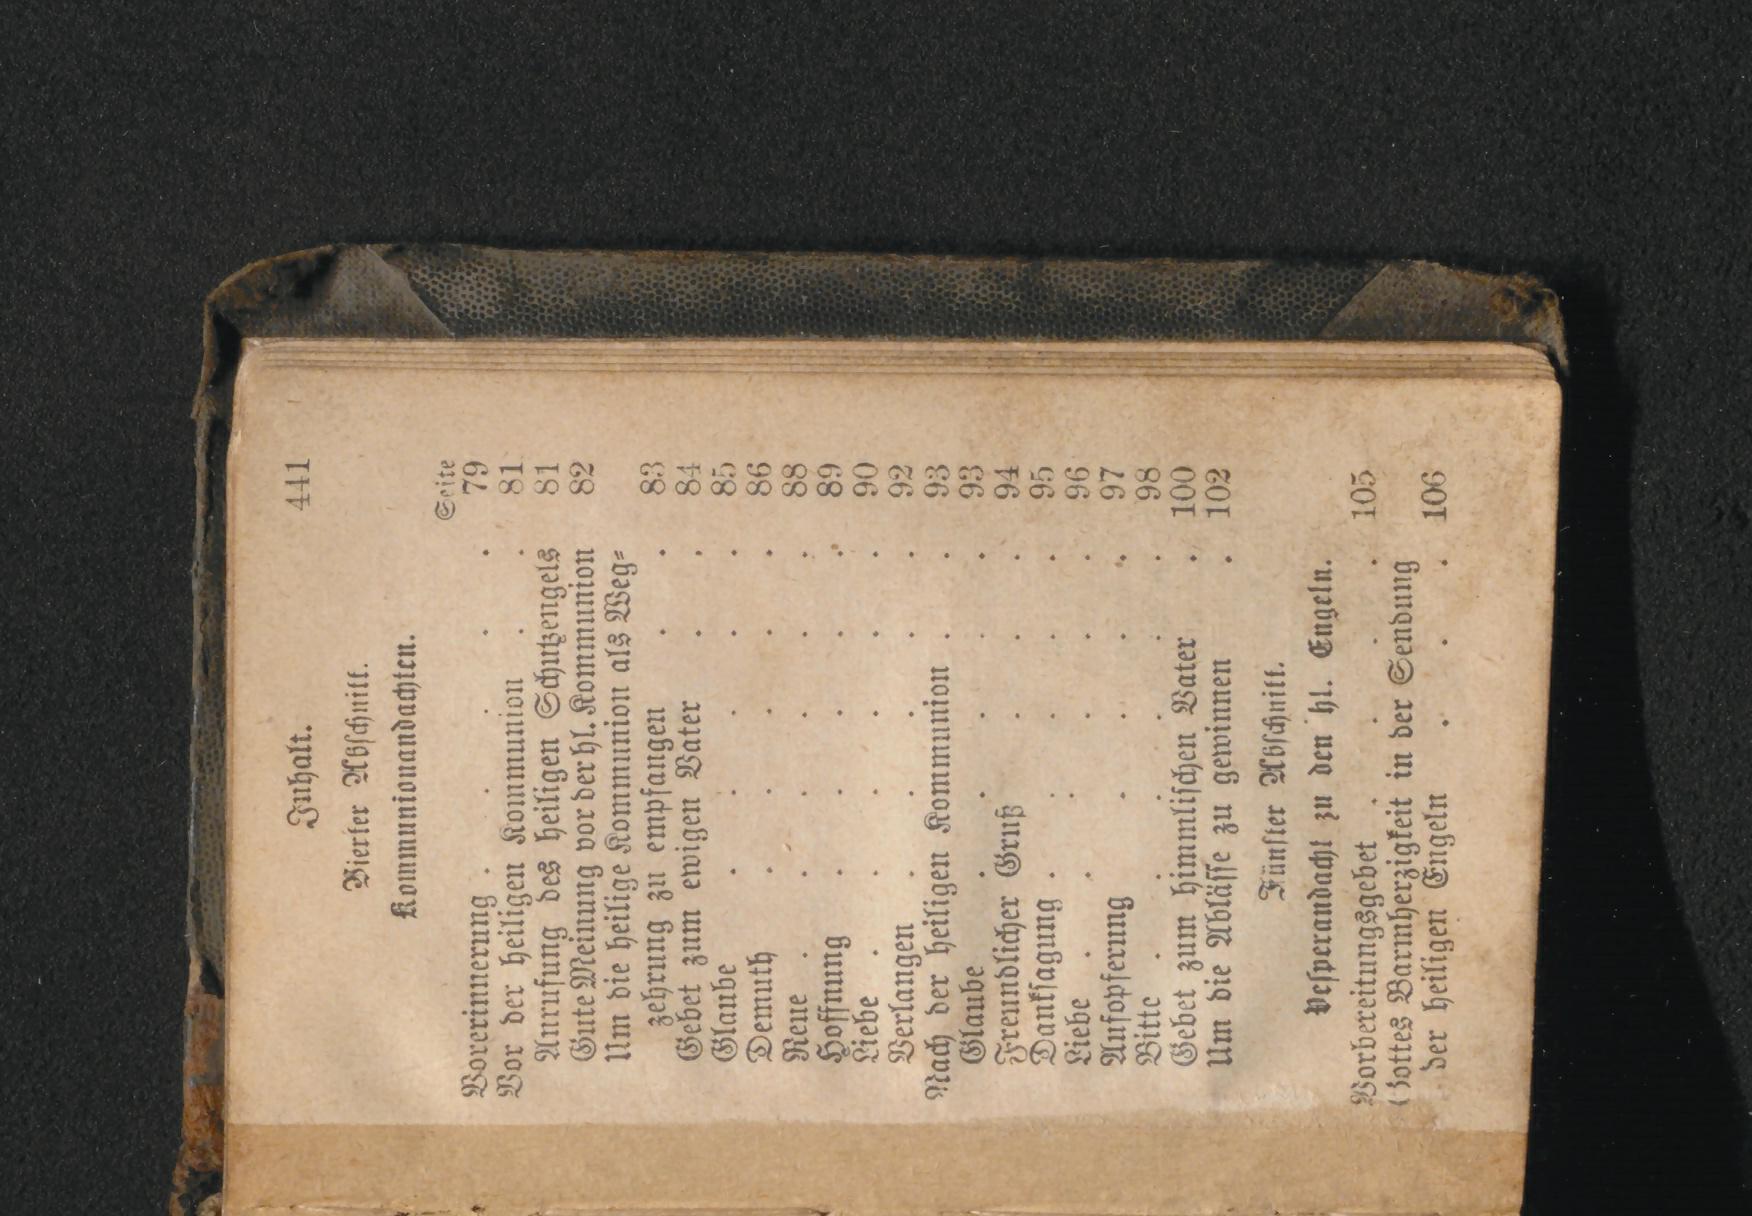 Inhalt. 441
Vierter Abschnitt.
Kommunionandachten.
Seite
Vorerinnerung . . . . . 79
Vor der heiligen Kommunion . . 81
Anrufung des heiligen Schutzengels 81
Gute Meinung vor der hl. Kommunion 82
Um die heilige Kommunion als Weg-
zehrung zu empfangen . . 83
Gebet zum ewigen Vater . . 84
Glaube . . . . . 85
Demuth . . . . . 86
Reue . . . . . . 88
Hoffnung . . . . . 89
Liebe . . . . . . 90
Verlangen . . . . . 92
Nach der heiligen Kommunion . . 93
Glaube . . . . . 93
Freundlicher Gruß . . . 94
Danksagung . . . . . 95
Liebe . . . . . . 96
Aufopferung . . . . 97
Bitte . . . . . . 98
Gebet zum himmlischen Vater . 100
Um die Ablässe zu gewinnen . 102
Fünfter Abschnitt.
Vesperandacht zu den hl. Engeln.
Vorbereitungsgebet . . . . 105
Gottes Barmherzigkeit in der Sendung
der heiligen Engeln . . . 106